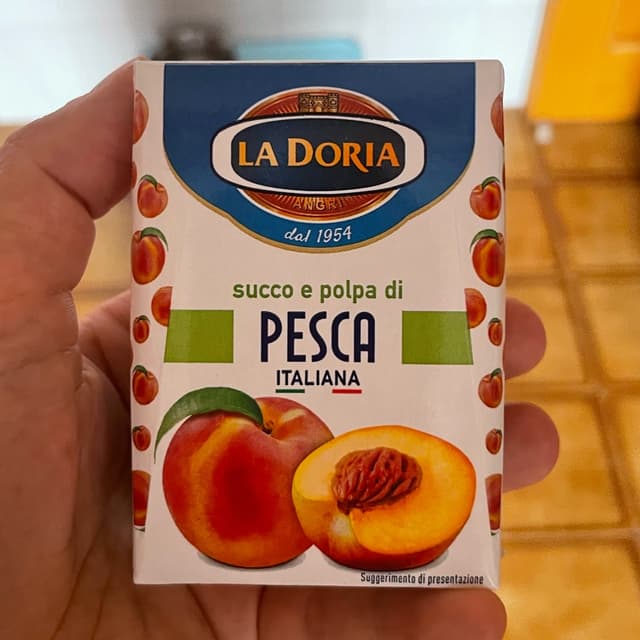 LA DORIA
ANGRI
dal 1954
succo e polpa di
PESCA
ITALIANA
Suggerimento di presentazione